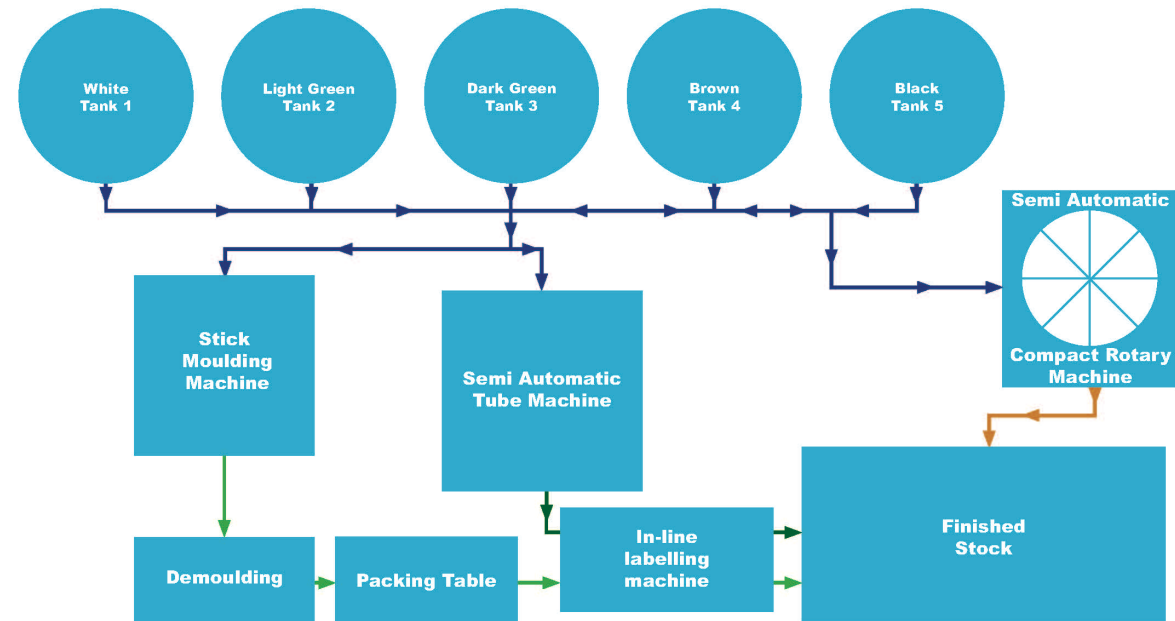 White
Tank 1
Light Green
Tank 2
Dark Green
Tank 3
Brown
Tank 4
Black
Tank 5
Semi Automatic
Compact Rotary
Machine
Stick
Moulding
Machine
Semi Automatic
Tube Machine
Finished
Stock
In-line
labelling
machine
Demoulding
Packing Table